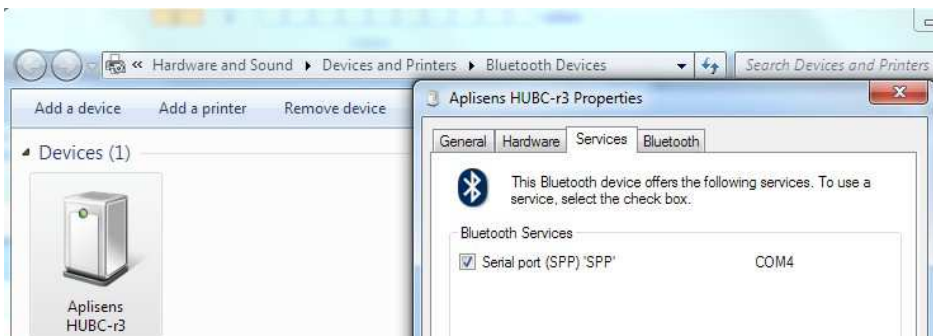 « Hardware and Sound ▸ Devices and Printers ▸ Bluetooth Devices
Search Devices and Printers
Add a device Add a printer Remove device
Devices (1)
Aplisens
HUBC-r3
Aplisens HUBC-r3 Properties
General Hardware Services Bluetooth
This Bluetooth device offers the following services. To use a
service, select the check box.
Bluetooth Services
Serial port (SPP) 'SPP' COM4